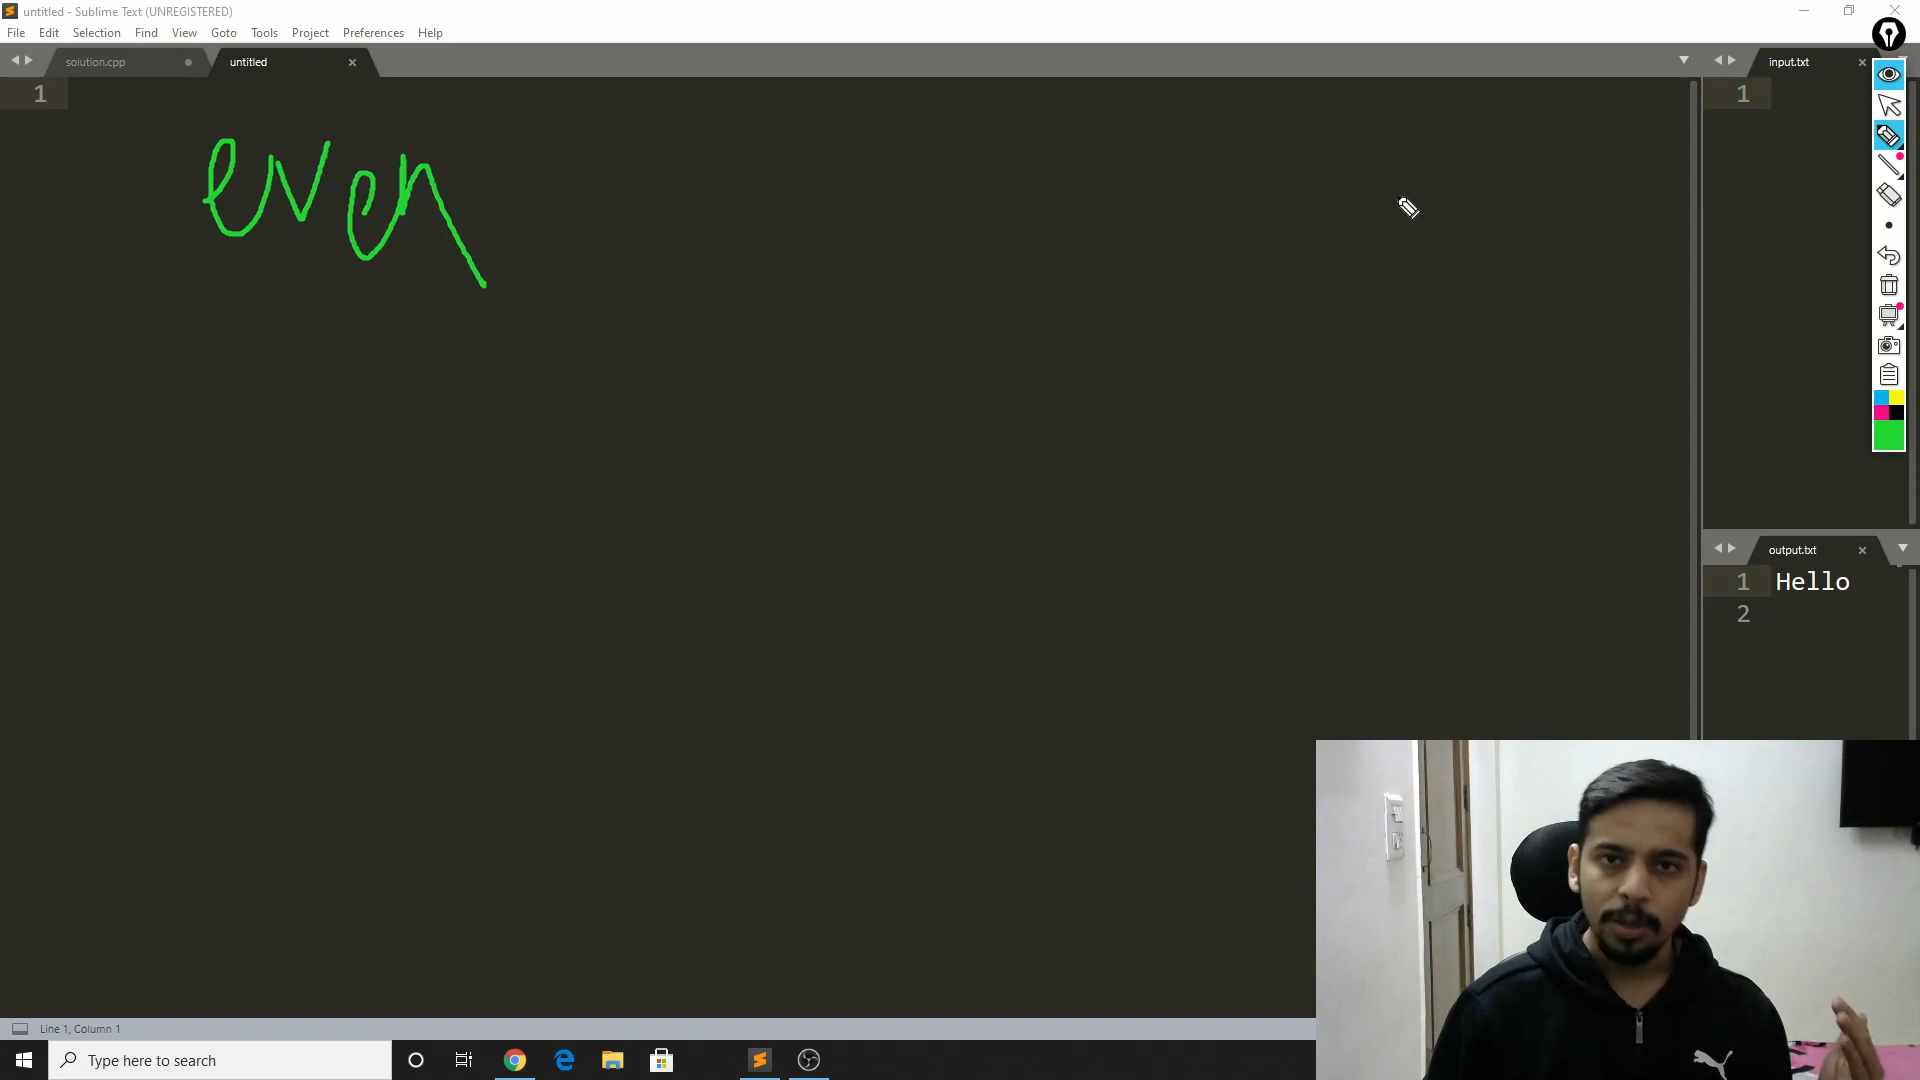 untitled - Sublime Text (UNREGISTERED)
File Edit Selection Find View Goto Tools Project Preferences Help
solution.cpp untitled input.txt
1 1
even
output.txt
1 Hello
2
Line 1, Column 1
Type here to search